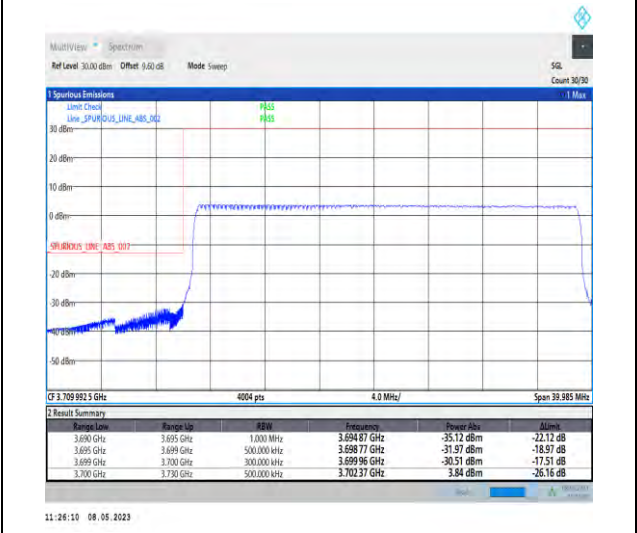 MultiView Spectrum
Ref Level 30.00 dBm Offset 9.60 dB Mode Sweep SGL
Count 30/30
1 Spurious Emissions 1 Max
Limit Check PASS
Line _SPURIOUS_LINE_ABS_002 PASS
30 dBm
20 dBm
10 dBm
0 dBm
_SPURIOUS_LINE_ABS_002
-20 dBm
-30 dBm
-40 dBm
-50 dBm
CF 3.709 992 5 GHz 4004 pts 4.0 MHz/ Span 39.985 MHz
2 Result Summary
Range Low Range Up RBW Frequency Power Abs ΔLimit
3.690 GHz 3.695 GHz 1.000 MHz 3.694 87 GHz -35.12 dBm -22.12 dB
3.695 GHz 3.699 GHz 500.000 kHz 3.698 77 GHz -31.97 dBm -18.97 dB
3.699 GHz 3.700 GHz 300.000 kHz 3.699 96 GHz -30.51 dBm -17.51 dB
3.700 GHz 3.730 GHz 500.000 kHz 3.702 37 GHz 3.84 dBm -26.16 dB
11:26:10 08.05.2023